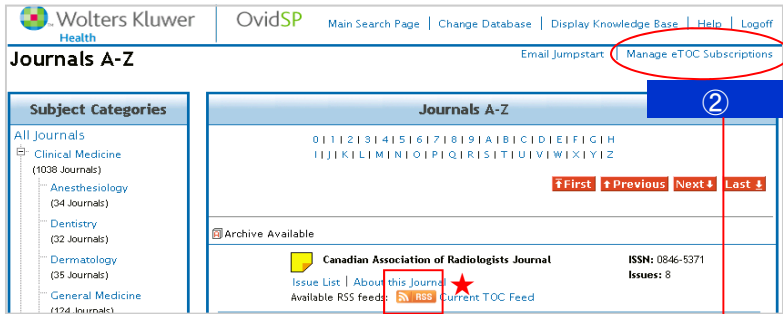 Wolters Kluwer
Health
OvidSP
Main Search Page | Change Database | Display Knowledge Base | Help | Logoff
Journals A-Z
Email Jumpstart | Manage eTOC Subscriptions
Subject Categories
Journals A-Z
②
All Journals
Clinical Medicine
(1038 Journals)
Anesthesiology
(34 Journals)
Dentistry
(32 Journals)
Dermatology
(35 Journals)
General Medicine
(124 Journals)
0|1|2|3|4|5|6|7|8|9|A|B|C|D|E|F|G|H
I|J|K|L|M|N|O|P|Q|R|S|T|U|V|W|X|Y|Z
First Previous Next Last
Archive Available
Canadian Association of Radiologists Journal
ISSN: 0846-5371
Issue List | About this Journal
Issues: 8
Available RSS feeds: RSS Current TOC Feed